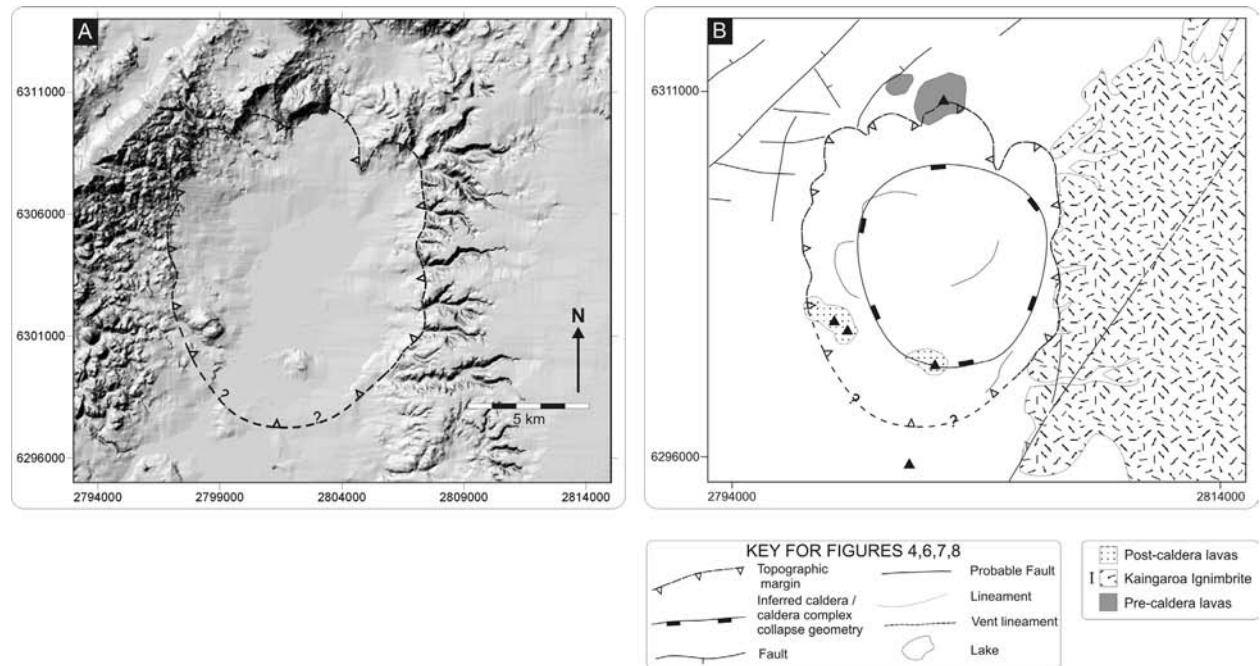 A
6311000
6306000
6301000
6296000
N
5 km
?
?
2794000
2799000
2804000
2809000
2814000
B
6311000
6296000
?
?
2794000
2814000
KEY FOR FIGURES 4,6,7,8
Topographic
margin
Inferred caldera /
caldera complex
collapse geometry
Fault
Probable Fault
Lineament
Vent lineament
Lake
Post-caldera lavas
I Kaingaroa Ignimbrite
Pre-caldera lavas